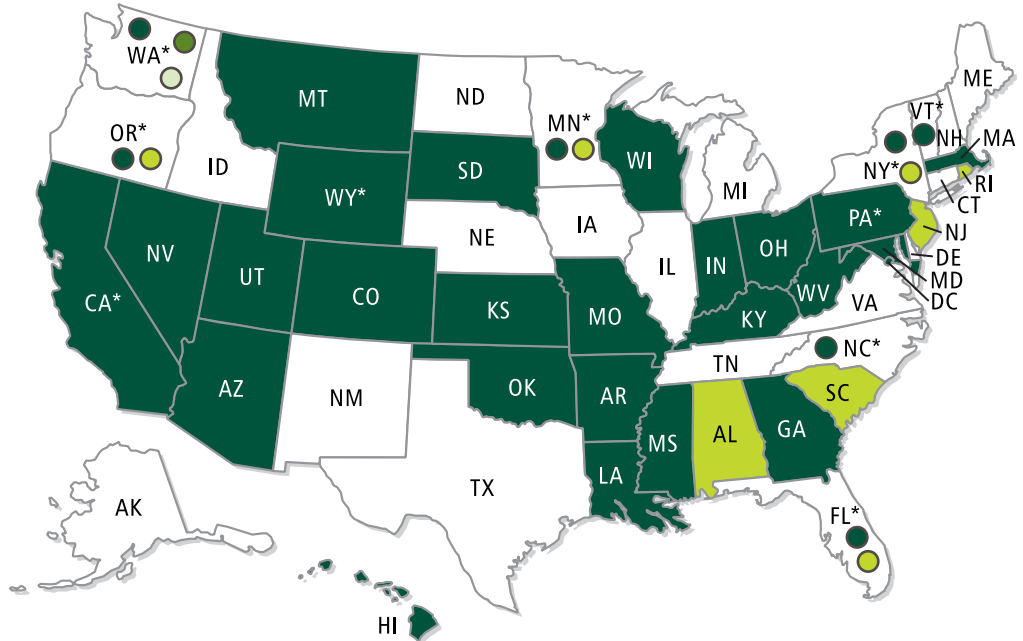 WA*
ME
MT
ND
VT*
OR*
MN*
NH
MA
ID
SD
WI
NY*
RI
WY*
MI
CT
PA*
NJ
NE
IA
DE
NV
OH
MD
UT
IL
IN
DC
CA*
CO
WV
VA
KS
MO
KY
NC*
TN
AZ
OK
AR
SC
NM
MS
AL
GA
LA
TX
AK
FL*
HI